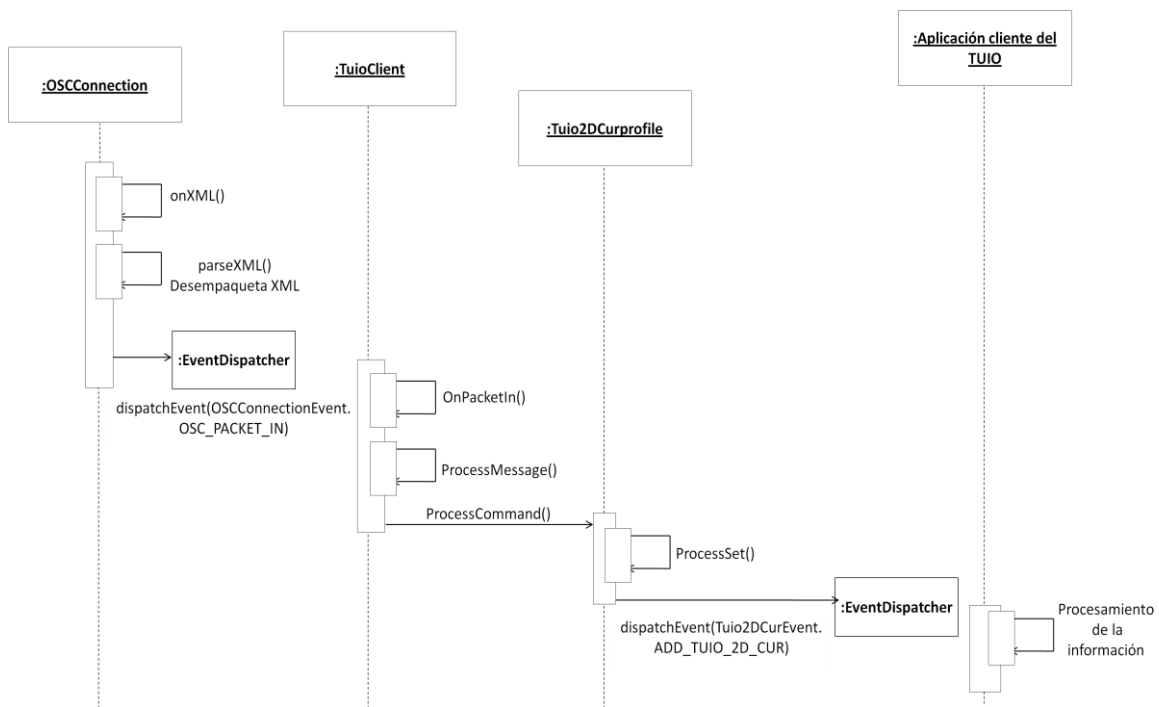 :OSCConnection
:TuioClient
:Tuio2DCurprofile
:Aplicación cliente del
TUIO
onXML()
parseXML()
Desempaqueta XML
:EventDispatcher
dispatchEvent(OSCConnectionEvent.
OSC_PACKET_IN)
OnPacketIn()
ProcessMessage()
ProcessCommand()
ProcessSet()
:EventDispatcher
dispatchEvent(Tuio2DCurEvent.
ADD_TUIO_2D_CUR)
Procesamiento
de la
información